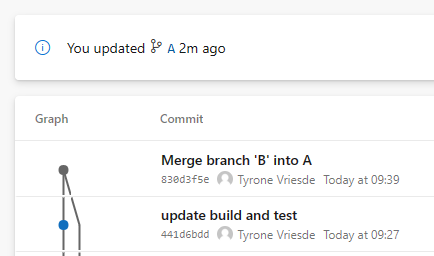 You updated A 2m ago
Graph Commit
Merge branch 'B' into A
830d3f5e Tyrone Vriesde Today at 09:39
update build and test
441d6bdd Tyrone Vriesde Today at 09:27